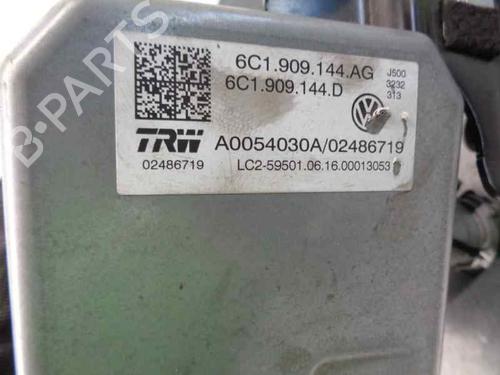 6C1.909.144.AG
6C1.909.144.D
J500
3232
313
TRW
A0054030A/02486719
02486719
LC2-59501.06.16.00013053
B-PARTS